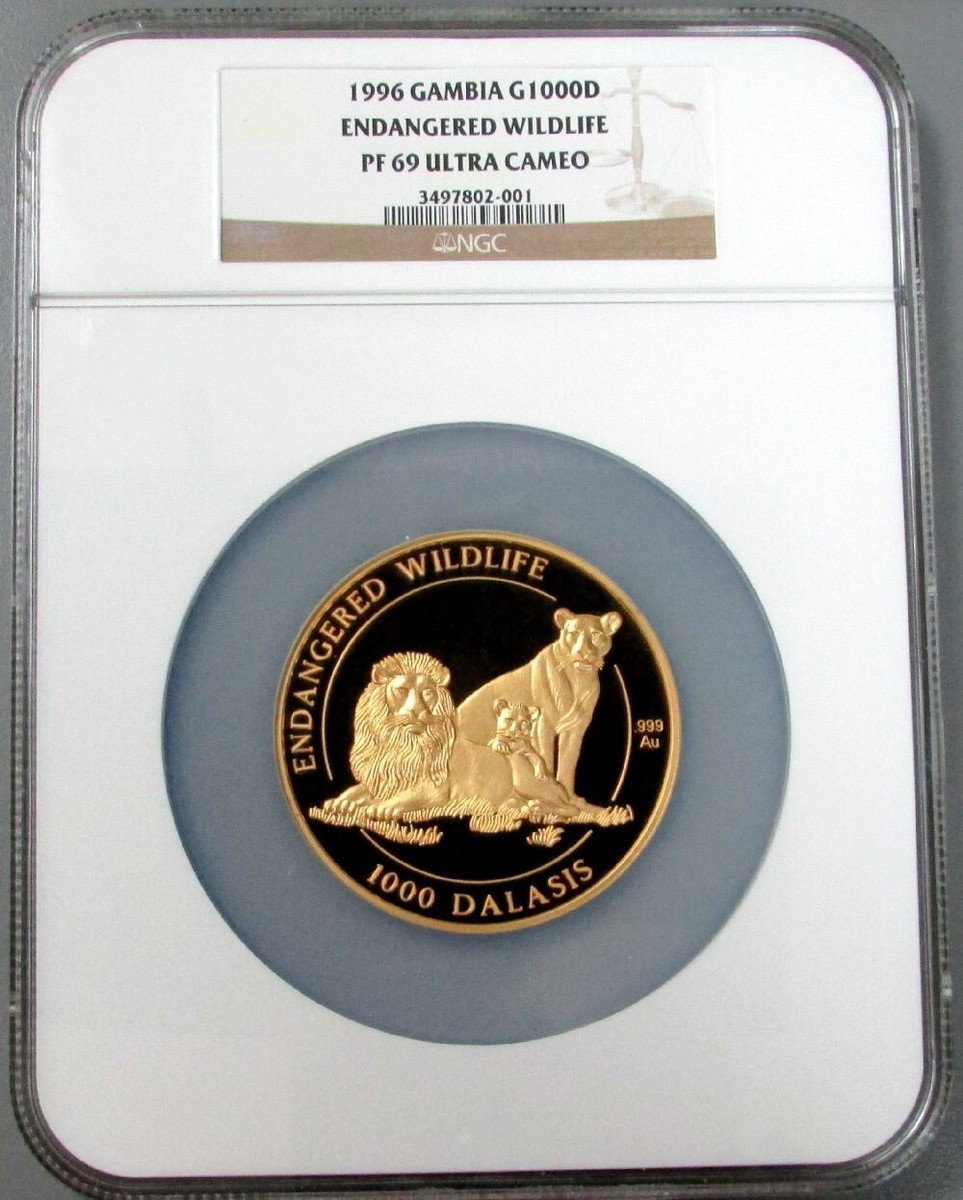 1996 GAMBIA G1000D
ENDANGERED WILDLIFE
PF 69 ULTRA CAMEO
3497802-001
NGC
ENDANGERED WILDLIFE
.999
Au
1000 DALASIS